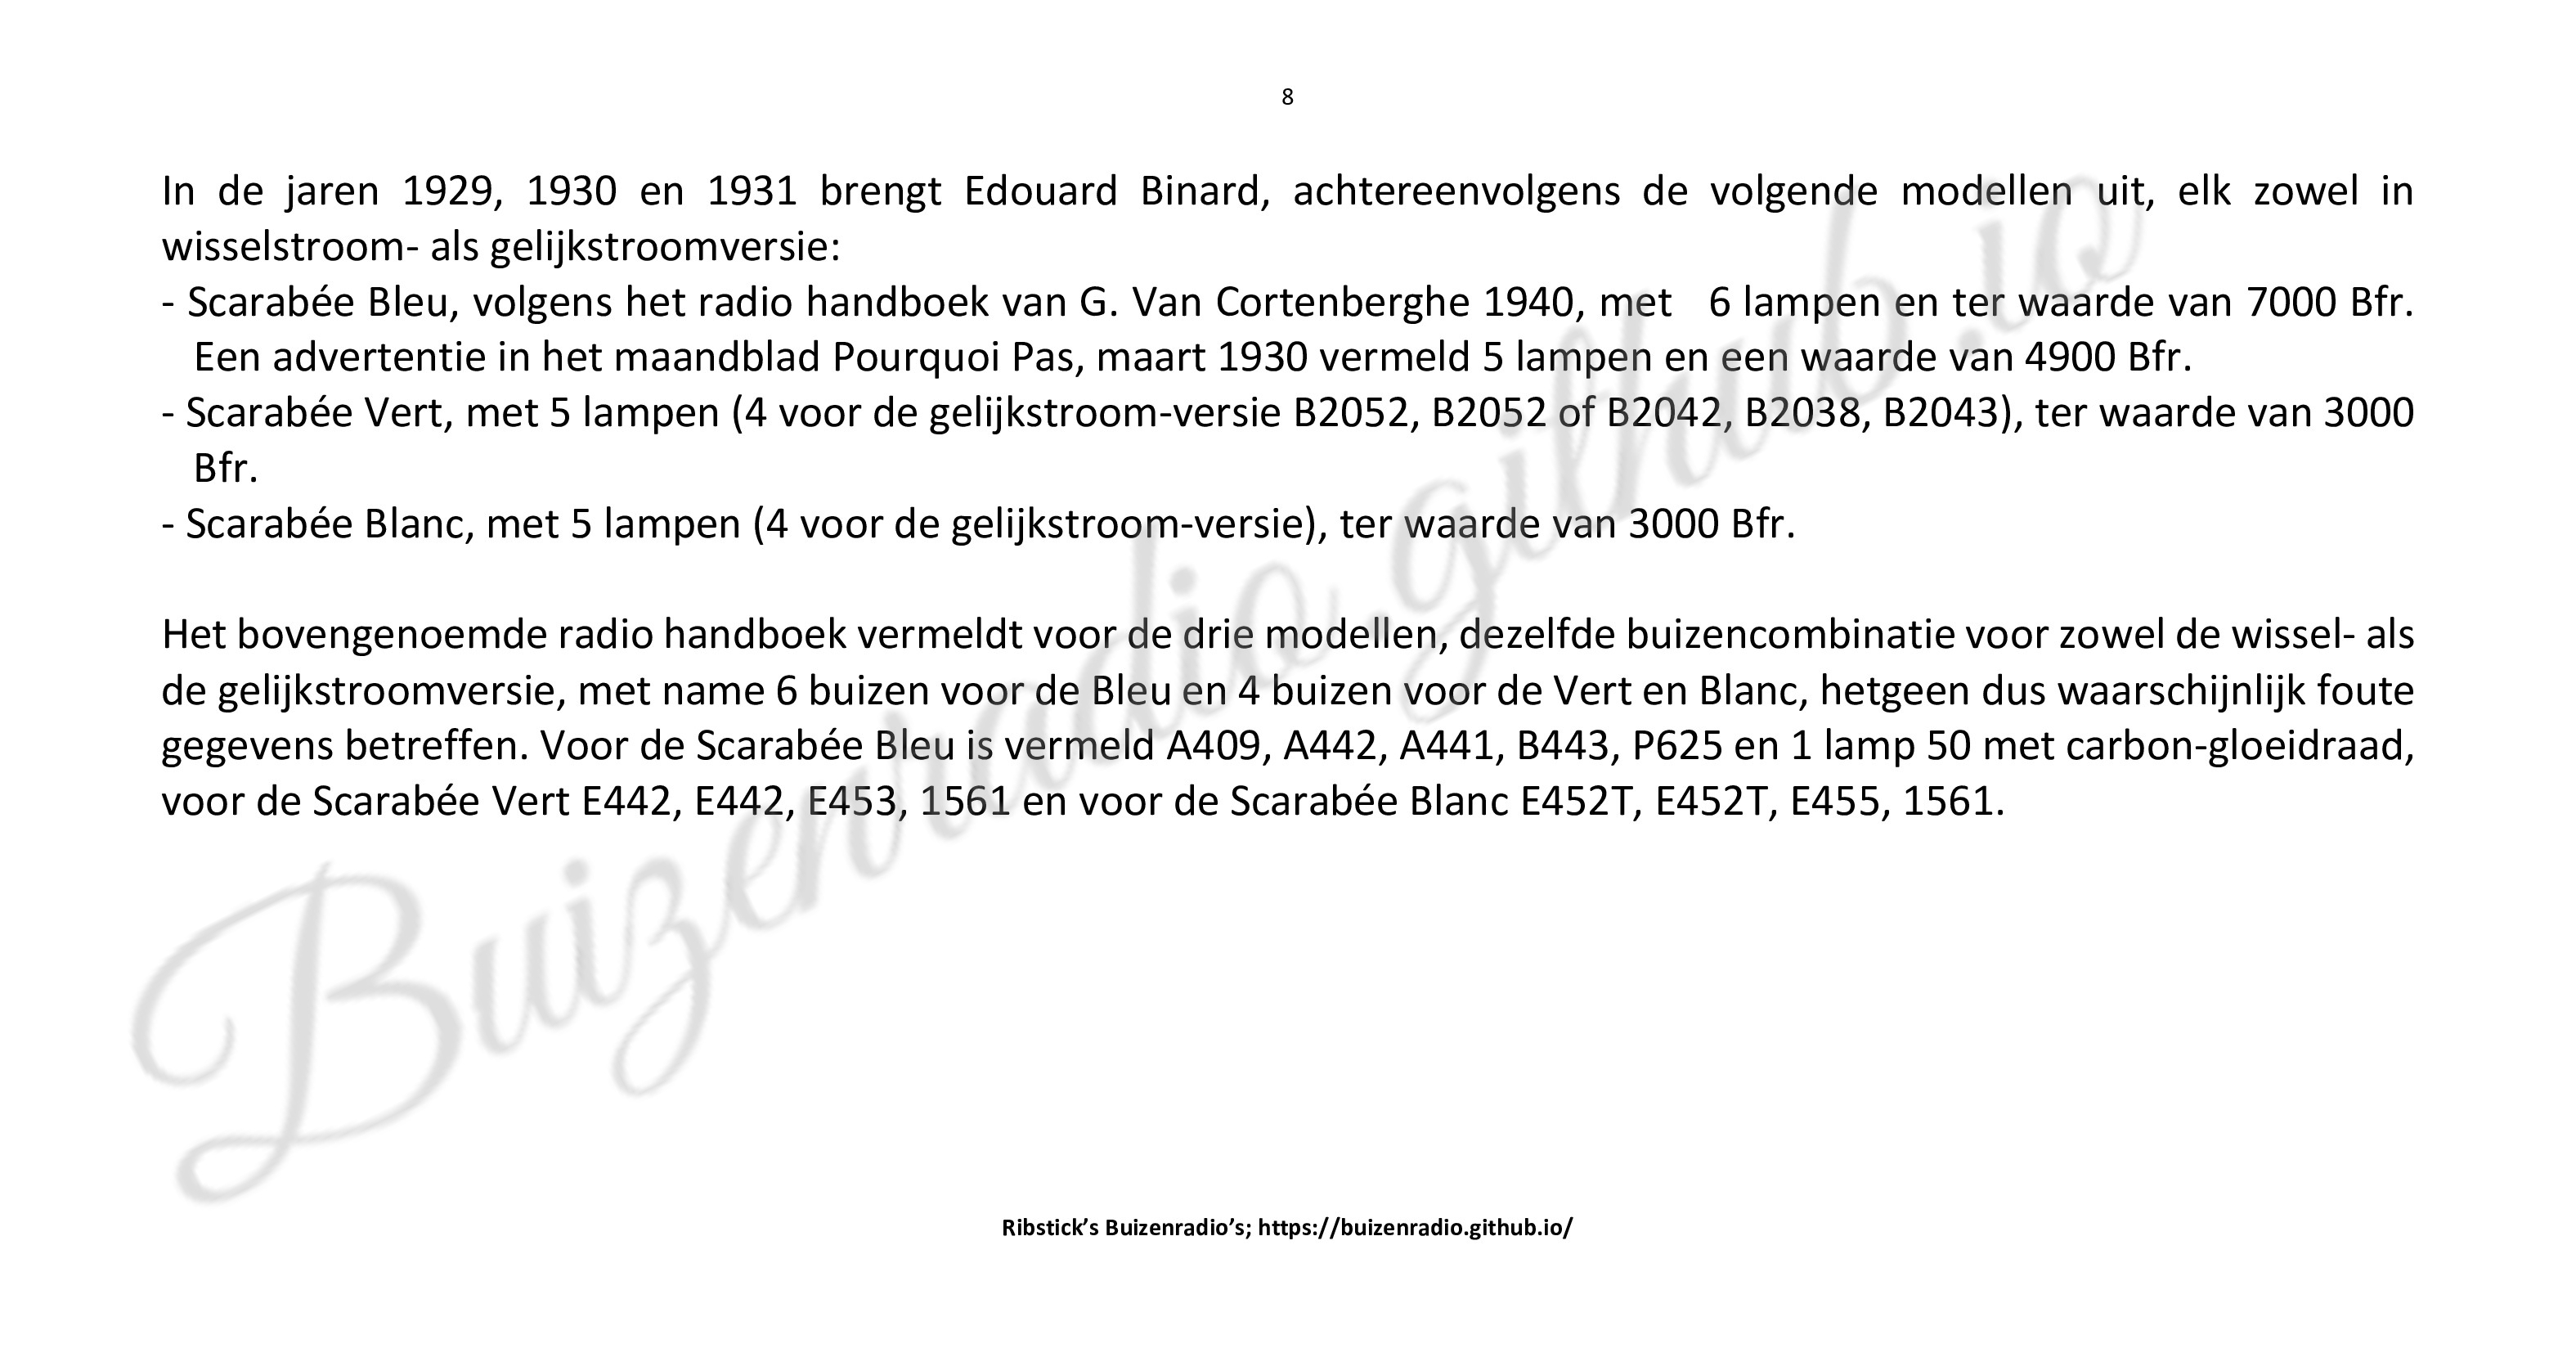 8
In de jaren 1929, 1930 en 1931 brengt Edouard Binard, achtereenvolgens de volgende modellen uit, elk zowel in
wisselstroom- als gelijkstroomversie:
- Scarabée Bleu, volgens het radio handboek van G. Van Cortenberghe 1940, met 6 lampen en ter waarde van 7000 Bfr.
Een advertentie in het maandblad Pourquoi Pas, maart 1930 vermeld 5 lampen en een waarde van 4900 Bfr.
- Scarabée Vert, met 5 lampen (4 voor de gelijkstroom-versie B2052, B2052 of B2042, B2038, B2043), ter waarde van 3000
Bfr.
- Scarabée Blanc, met 5 lampen (4 voor de gelijkstroom-versie), ter waarde van 3000 Bfr.
Het bovengenoemde radio handboek vermeldt voor de drie modellen, dezelfde buizencombinatie voor zowel de wissel- als
de gelijkstroomversie, met name 6 buizen voor de Bleu en 4 buizen voor de Vert en Blanc, hetgeen dus waarschijnlijk foute
gegevens betreffen. Voor de Scarabée Bleu is vermeld A409, A442, A441, B443, P625 en 1 lamp 50 met carbon-gloeidraad,
voor de Scarabée Vert E442, E442, E453, 1561 en voor de Scarabée Blanc E452T, E452T, E455, 1561.
Buizenradio.github.io
Ribstick’s Buizenradio’s; https://buizenradio.github.io/